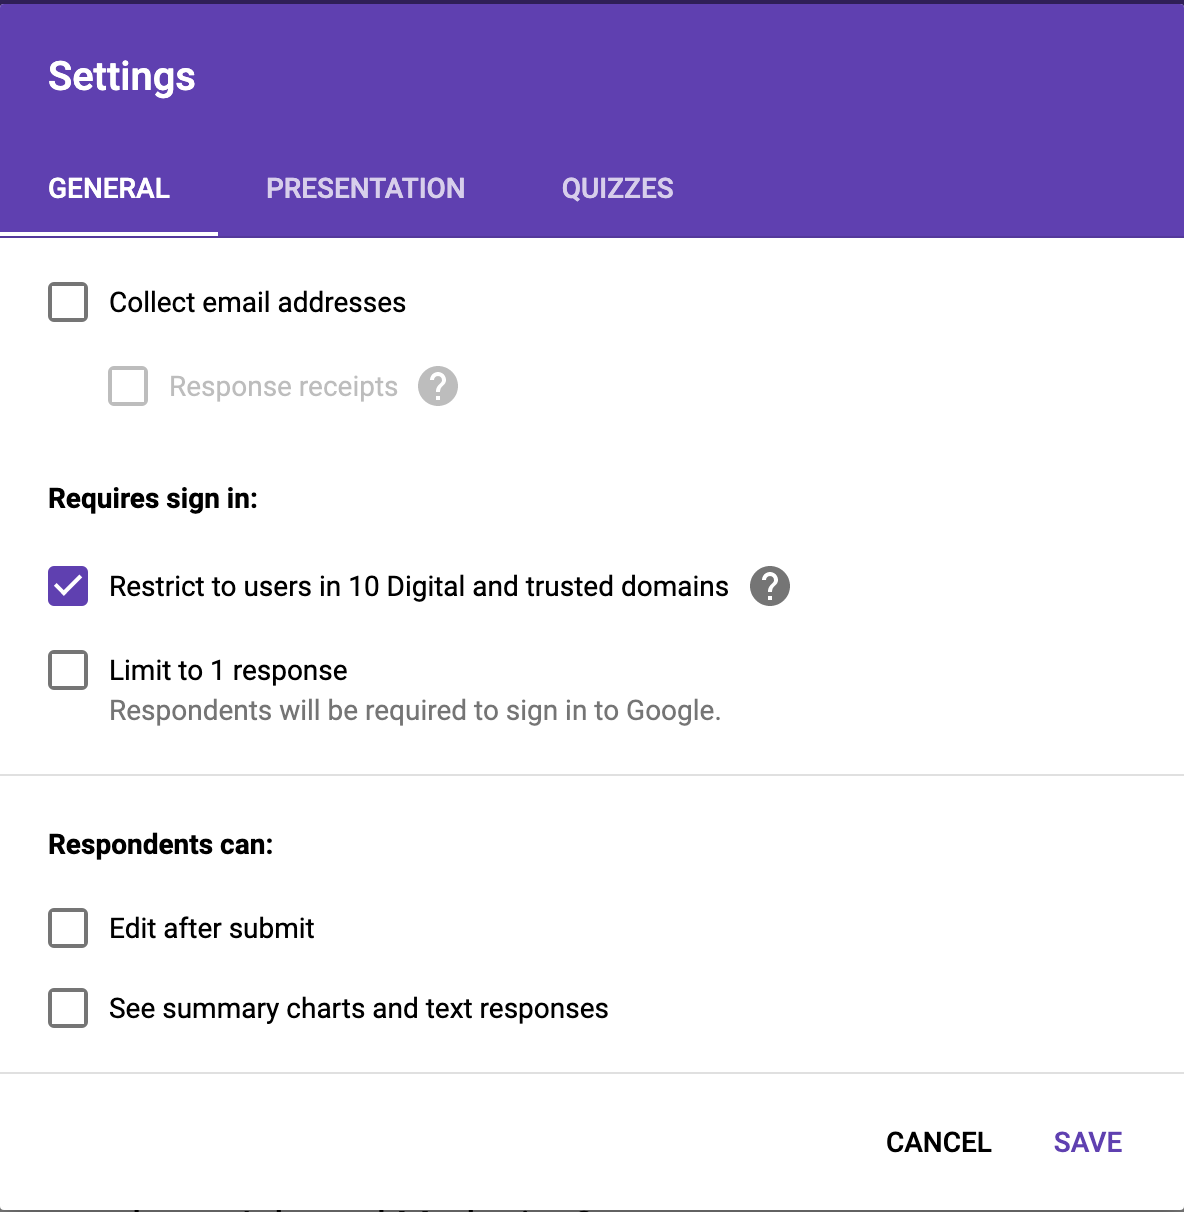 Settings
GENERAL PRESENTATION QUIZZES
Collect email addresses
Response receipts ?
Requires sign in:
Restrict to users in 10 Digital and trusted domains ?
Limit to 1 response
Respondents will be required to sign in to Google.
Respondents can:
Edit after submit
See summary charts and text responses
CANCEL SAVE